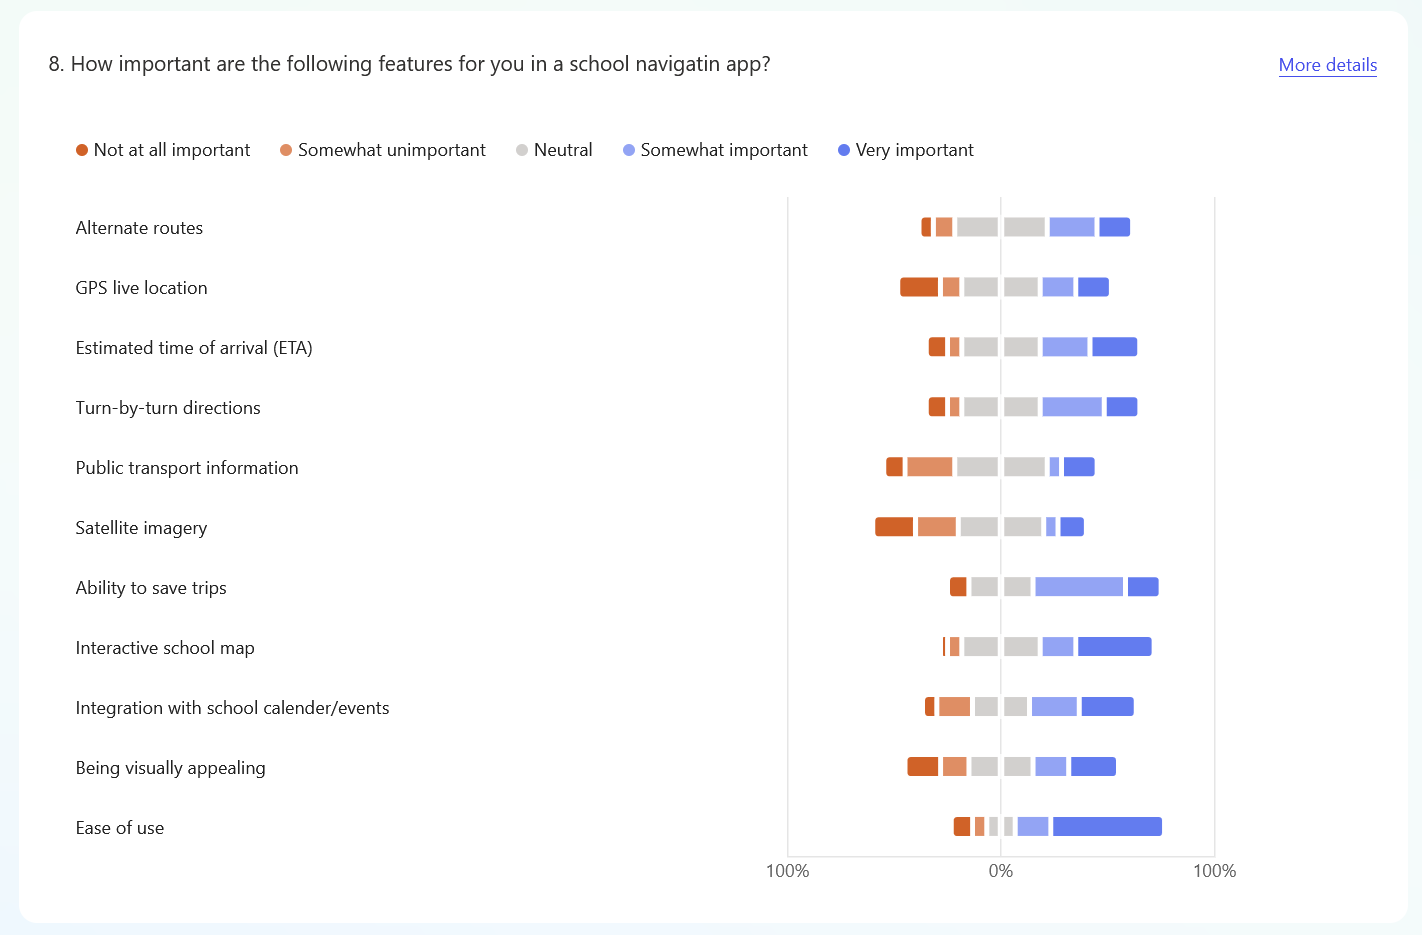 8. How important are the following features for you in a school navigatin app?
More details
Not at all important
Somewhat unimportant
Neutral
Somewhat important
Very important
Alternate routes
GPS live location
Estimated time of arrival (ETA)
Turn-by-turn directions
Public transport information
Satellite imagery
Ability to save trips
Interactive school map
Integration with school calender/events
Being visually appealing
Ease of use
100%
0%
100%